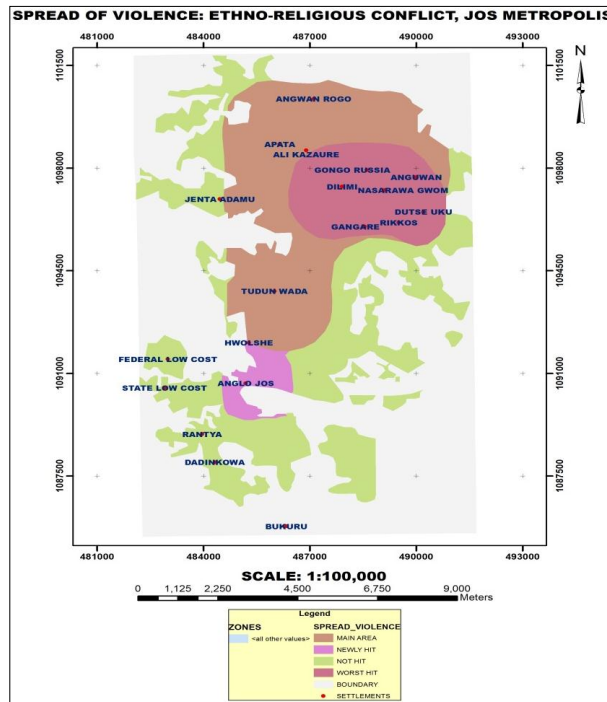 SPREAD OF VIOLENCE: ETHNO-RELIGIOUS CONFLICT, JOS METROPOLIS
481000 484000 487000 490000 493000
1101500 1101500
N
ANGWAN ROGO
APATA
ALI KAZAURE
1098000 1098000
GONGO RUSSIA
ANGUWAN
DILIMI
NASARAWA GWOM
JENTA ADAMU
DUTSE UKU
RIKKOS
GANGARE
1094500 1094500
TUDUN WADA
HWOLSHE
FEDERAL LOW COST
1091000 1091000
ANGLO JOS
STATE LOW COST
RANTYA
DADINKOWA
1087500 1087500
BUKURU
481000 484000 487000 490000 493000
SCALE: 1:100,000
0 1,125 2,250 4,500 6,750 9,000
Meters
Legend
ZONES
<all other values>
SPREAD_VIOLENCE
MAIN AREA
NEWLY HIT
NOT HIT
WORST HIT
BOUNDARY
SETTLEMENTS